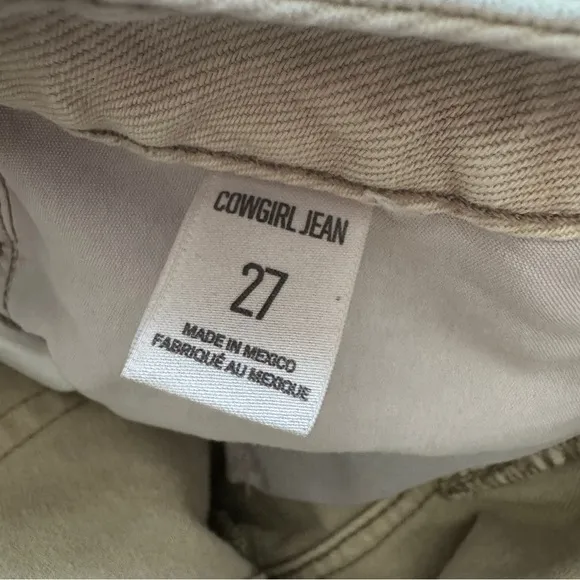 COWGIRL JEAN
27
MADE IN MEXICO
FABRIQUÉ AU MEXIQUE